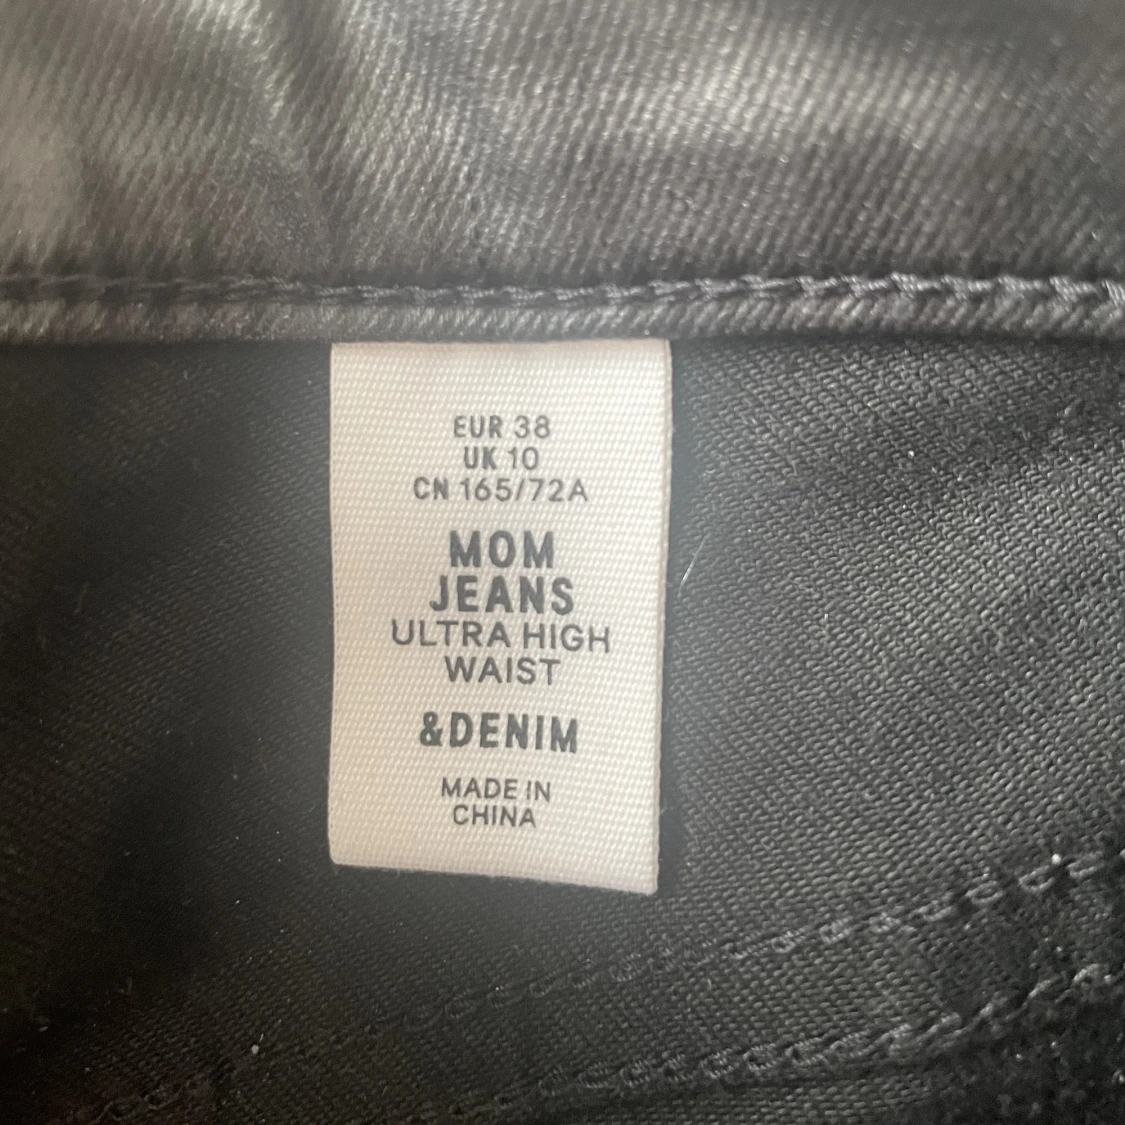 EUR 38
UK 10
CN 165/72A
MOM
JEANS
ULTRA HIGH
WAIST
&DENIM
MADE IN
CHINA